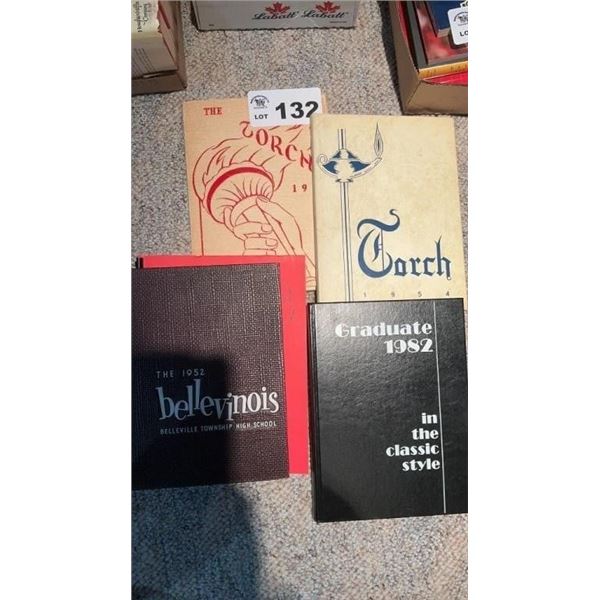 Labatt Labatt
LOT 132
LOT
THE
TORCH
19
Torch
1954
THE 1952
bellevinois
BELLEVILLE TOWNSHIP HIGH SCHOOL
Graduate
1982
in
the
classic
style